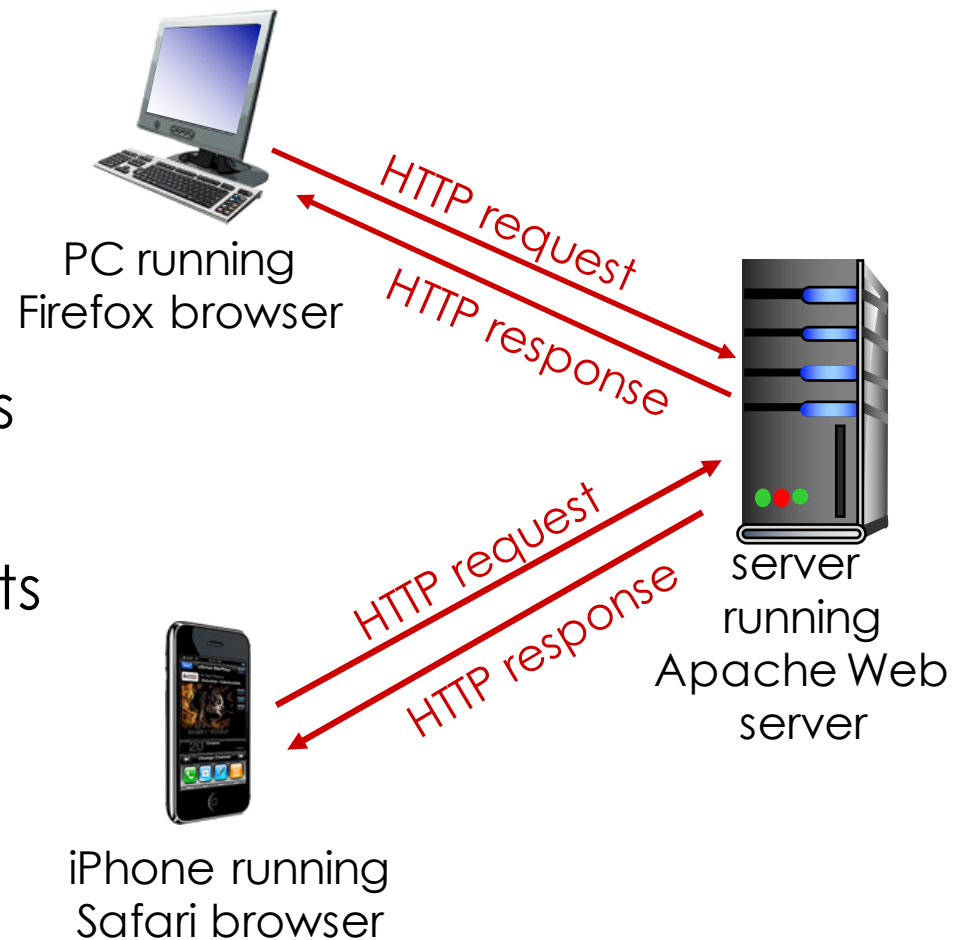 HTTP request
HTTP response
PC running
Firefox browser
s
ts
HTTP request
HTTP response
server
running
Apache Web
server
iPhone running
Safari browser